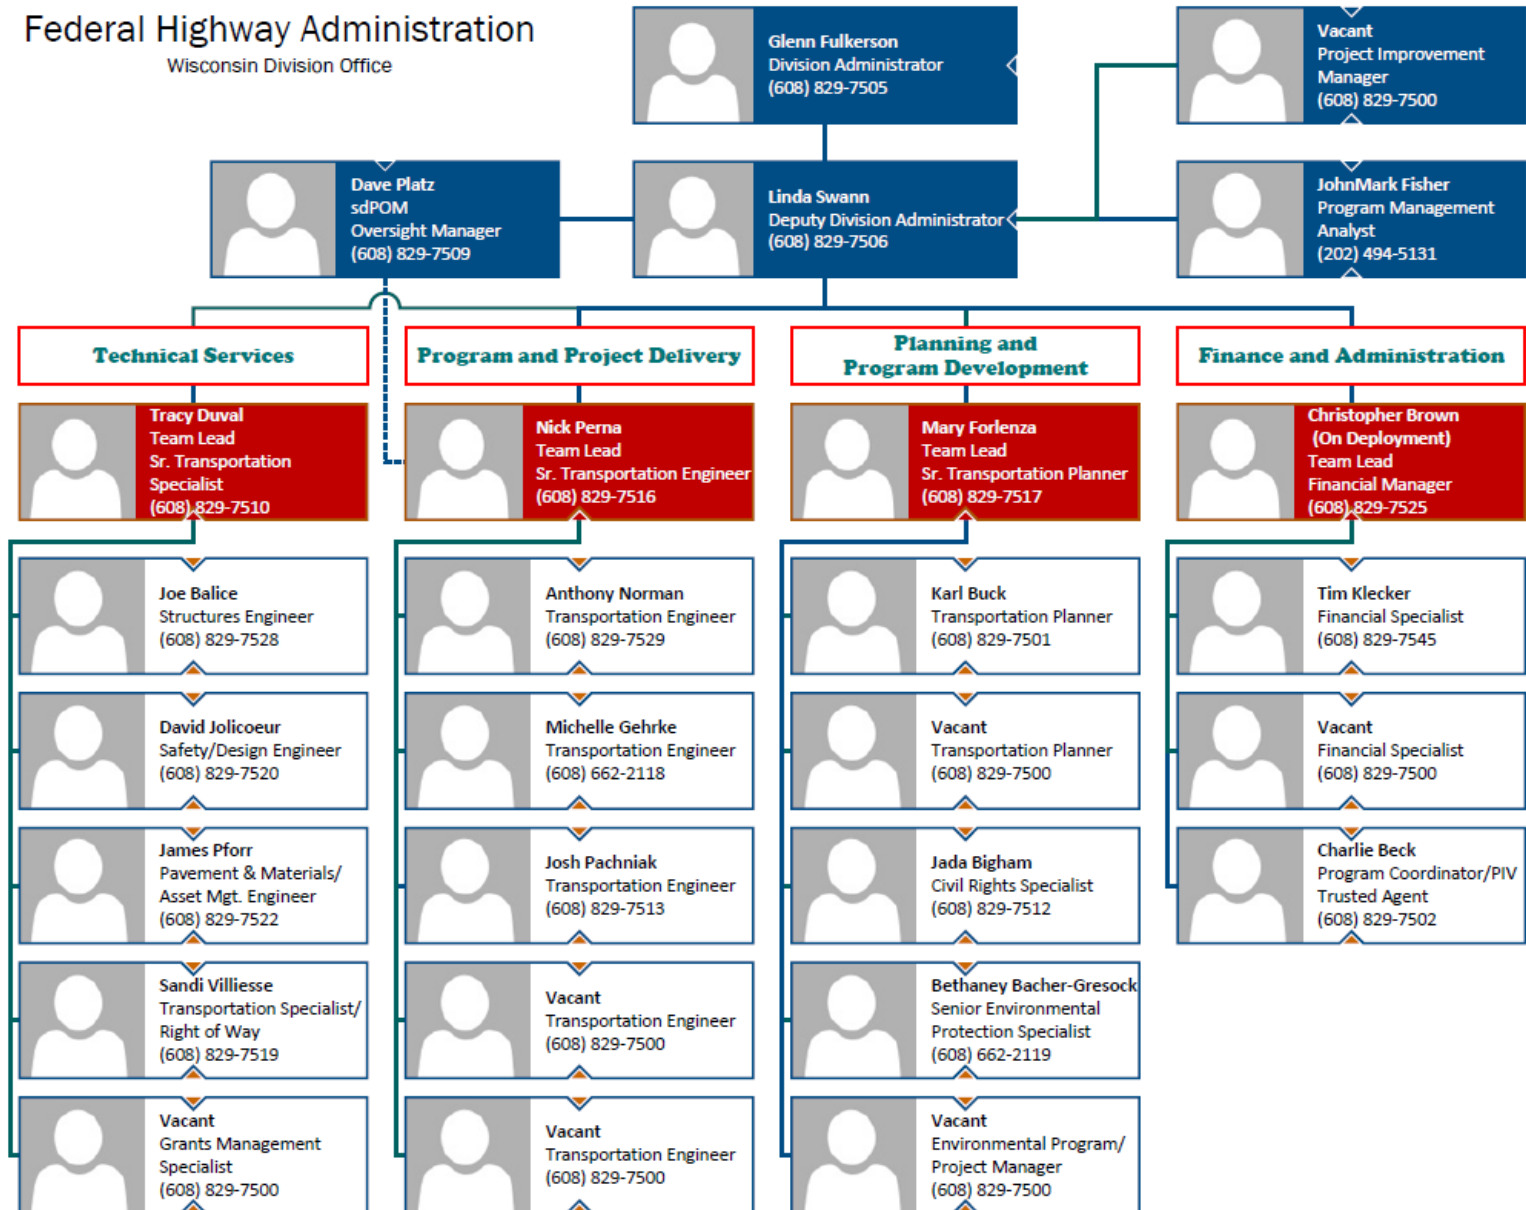 Federal Highway Administration
Wisconsin Division Office
Glenn Fulkerson
Division Administrator
(608) 829-7505
Vacant
Project Improvement
Manager
(608) 829-7500
Dave Platz
sdPOM
Oversight Manager
(608) 829-7509
Linda Swann
Deputy Division Administrator
(608) 829-7506
JohnMark Fisher
Program Management
Analyst
(202) 494-5131
Technical Services
Program and Project Delivery
Planning and
Program Development
Finance and Administration
Tracy Duval
Team Lead
Sr. Transportation
Specialist
(608) 829-7510
Nick Perna
Team Lead
Sr. Transportation Engineer
(608) 829-7516
Mary Forlenza
Team Lead
Sr. Transportation Planner
(608) 829-7517
Christopher Brown
(On Deployment)
Team Lead
Financial Manager
(608) 829-7525
Joe Balice
Structures Engineer
(608) 829-7528
Anthony Norman
Transportation Engineer
(608) 829-7529
Karl Buck
Transportation Planner
(608) 829-7501
Tim Klecker
Financial Specialist
(608) 829-7545
David Jolicoeur
Safety/Design Engineer
(608) 829-7520
Michelle Gehrke
Transportation Engineer
(608) 662-2118
Vacant
Transportation Planner
(608) 829-7500
Vacant
Financial Specialist
(608) 829-7500
James Pforr
Pavement & Materials/
Asset Mgt. Engineer
(608) 829-7522
Josh Pachniak
Transportation Engineer
(608) 829-7513
Jada Bigham
Civil Rights Specialist
(608) 829-7512
Charlie Beck
Program Coordinator/PIV
Trusted Agent
(608) 829-7502
Sandi Villiesse
Transportation Specialist/
Right of Way
(608) 829-7519
Vacant
Transportation Engineer
(608) 829-7500
Bethaney Bacher-Gresock
Senior Environmental
Protection Specialist
(608) 662-2119
Vacant
Grants Management
Specialist
(608) 829-7500
Vacant
Transportation Engineer
(608) 829-7500
Vacant
Environmental Program/
Project Manager
(608) 829-7500